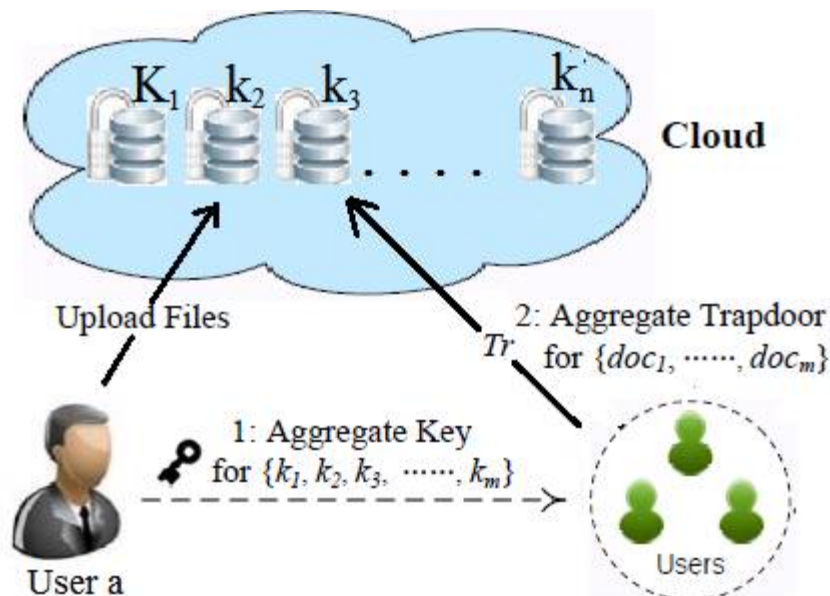 K₁ k₂ k₃ . . . . kₙ
Cloud
Upload Files
Tr
2: Aggregate Trapdoor
for {doc₁, ······, docₘ}
1: Aggregate Key
for {k₁, k₂, k₃, ······, kₘ}
User a
Users